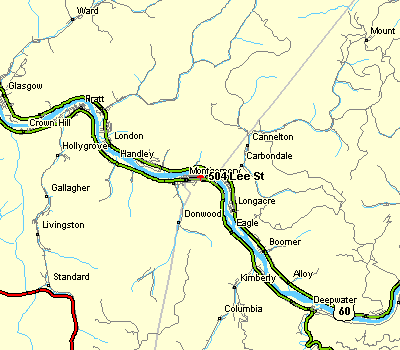 Ward
Mount
Glasgow
Pratt
Crown Hill
London
Cannelton
Hollygrove
Handley
Carbondale
Montgomery
504 Lee St
Gallagher
Longacre
Donwood
Eagle
Livingston
Boomer
Standard
Kimberly
Alloy
Deepwater
Columbia
60